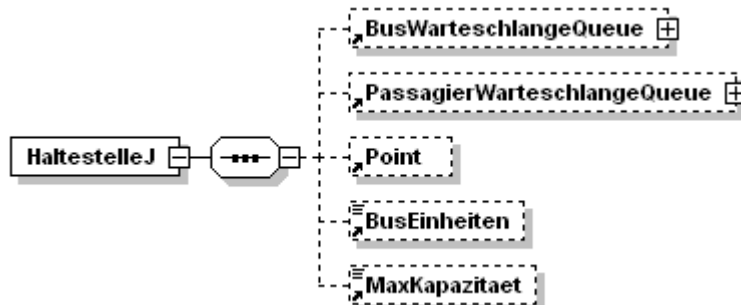 BusWarteschlangeQueue
PassagierWarteschlangeQueue
HaltestelleJ
Point
BusEinheiten
MaxKapazitaet